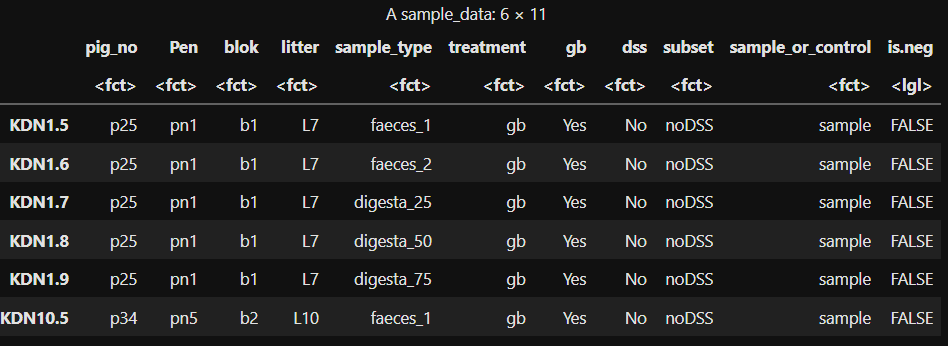 A sample_data: 6 × 11
pig_no Pen blok litter sample_type treatment gb dss subset sample_or_control is.neg
<fct> <fct> <fct> <fct> <fct> <fct> <fct> <fct> <fct> <fct> <lgl>
KDN1.5 p25 pn1 b1 L7 faeces_1 gb Yes No noDSS sample FALSE
KDN1.6 p25 pn1 b1 L7 faeces_2 gb Yes No noDSS sample FALSE
KDN1.7 p25 pn1 b1 L7 digesta_25 gb Yes No noDSS sample FALSE
KDN1.8 p25 pn1 b1 L7 digesta_50 gb Yes No noDSS sample FALSE
KDN1.9 p25 pn1 b1 L7 digesta_75 gb Yes No noDSS sample FALSE
KDN10.5 p34 pn5 b2 L10 faeces_1 gb Yes No noDSS sample FALSE